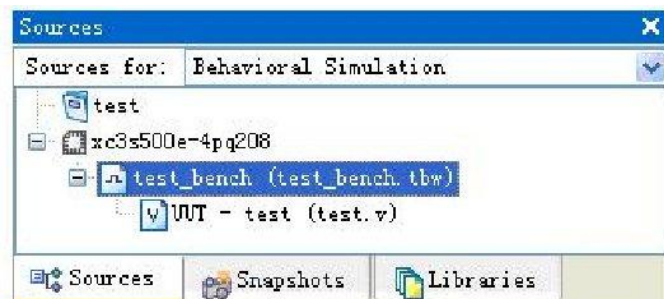 Sources
Sources for: Behavioral Simulation
test
xc3s500e-4pq208
test_bench (test_bench.tbw)
UUT - test (test.v)
Sources Snapshots Libraries